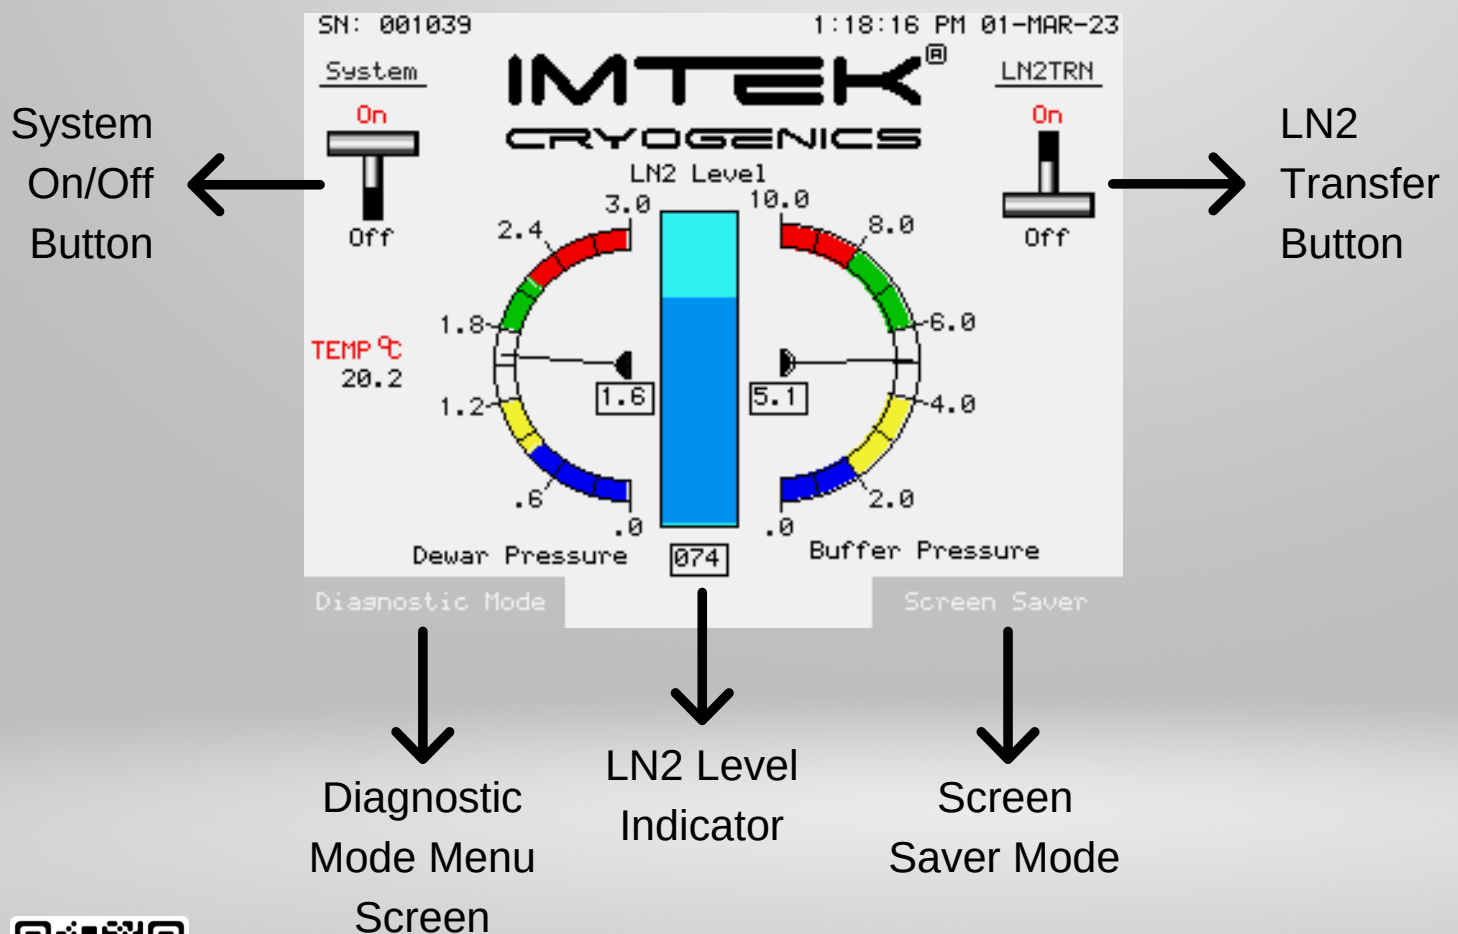 SN: 001039
1:18:16 PM 01-MAR-23
System
IMTEK®
LN2TRN
On
On
CRYOGENICS
System
On/Off
Button
LN2
Transfer
Button
LN2 Level
Off
Off
3.0
10.0
2.4
8.0
1.8
6.0
TEMP °C
20.2
1.6
5.1
1.2
4.0
.6
2.0
.0
.0
Dewar Pressure
074
Buffer Pressure
Diagnostic Mode
Screen Saver
LN2 Level
Indicator
Diagnostic
Mode Menu
Screen
Screen
Saver Mode